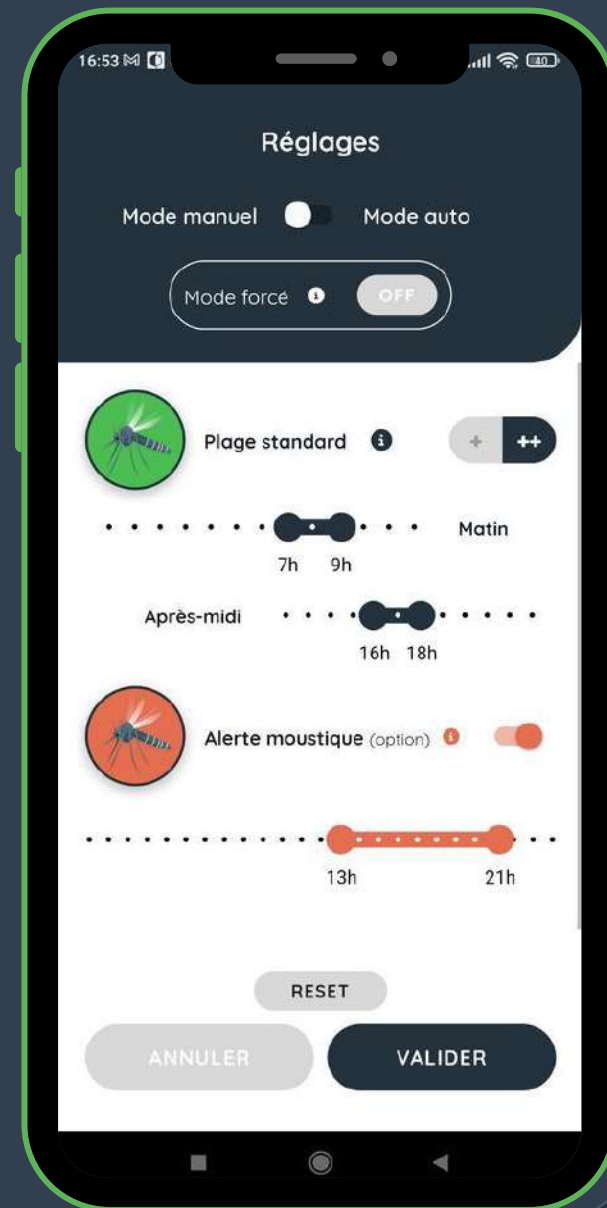 16:53
40
Réglages
Mode manuel Mode auto
Mode forcé i OFF
Plage standard i + ++
Matin
7h 9h
Après-midi
16h 18h
Alerte moustique (option) i
13h 21h
RESET
ANNULER VALIDER